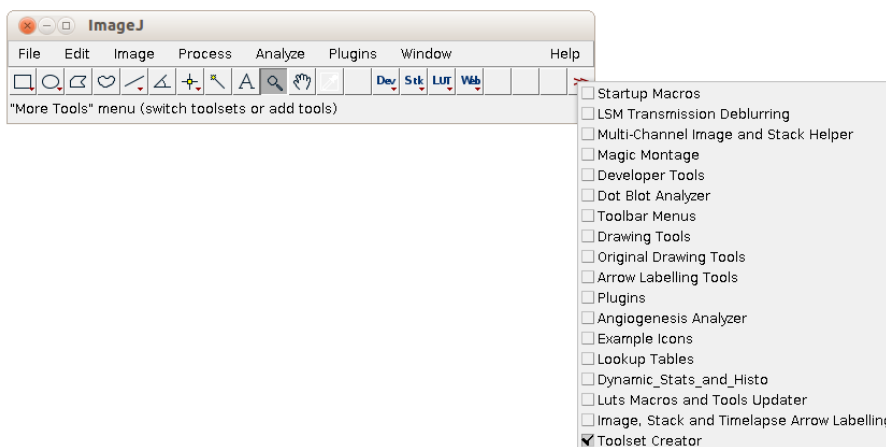 ImageJ
File Edit Image Process Analyze Plugins Window Help
A Dev Stk LUT Web >>
"More Tools" menu (switch toolsets or add tools)
Startup Macros
LSM Transmission Deblurring
Multi-Channel Image and Stack Helper
Magic Montage
Developer Tools
Dot Blot Analyzer
Toolbar Menus
Drawing Tools
Original Drawing Tools
Arrow Labelling Tools
Plugins
Angiogenesis Analyzer
Example Icons
Lookup Tables
Dynamic_Stats_and_Histo
Luts Macros and Tools Updater
Image, Stack and Timelapse Arrow Labelling
Toolset Creator